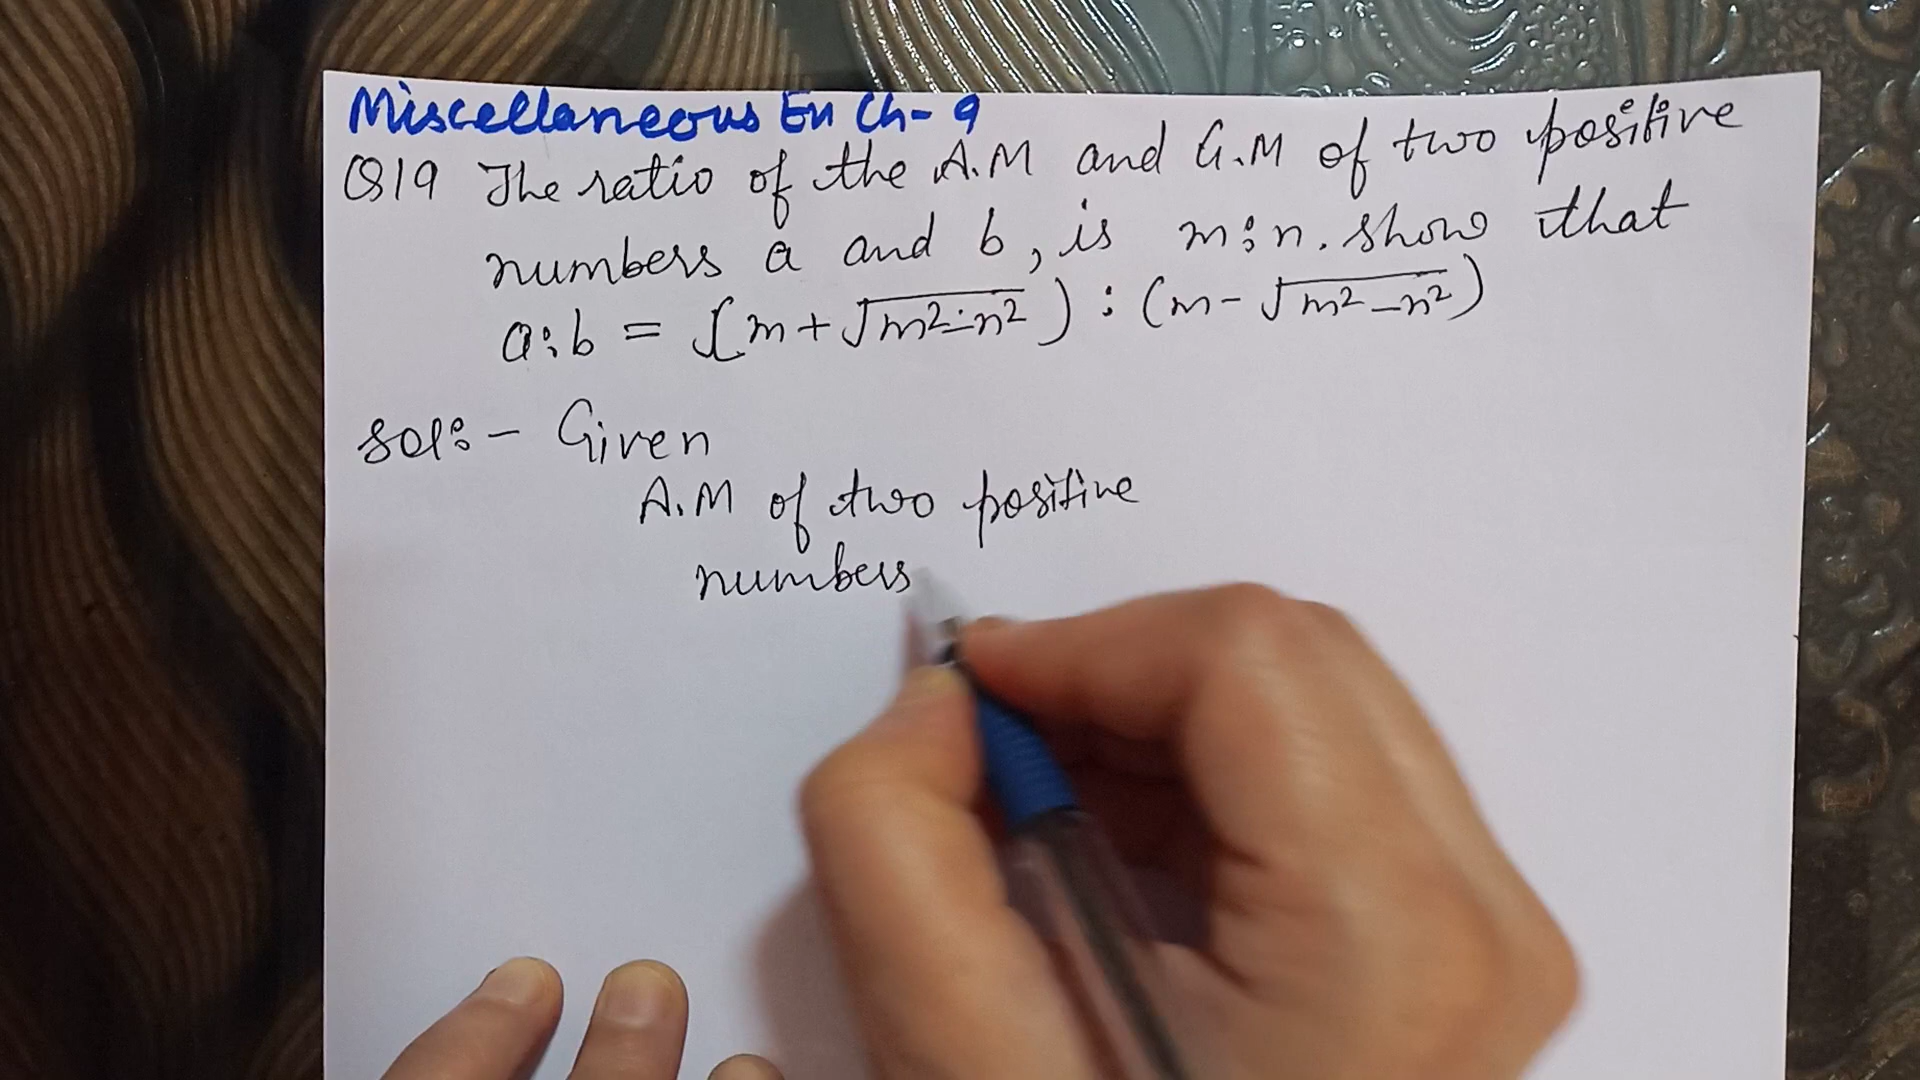 Miscellaneous En Ch-9
Q19 The ratio of the A.M and G.M of two positive
numbers a and b, is m:n. show that
a:b = (m+√m²-n²) : (m-√m²-n²)
Sol:- Given
A.M of two positive
numbers